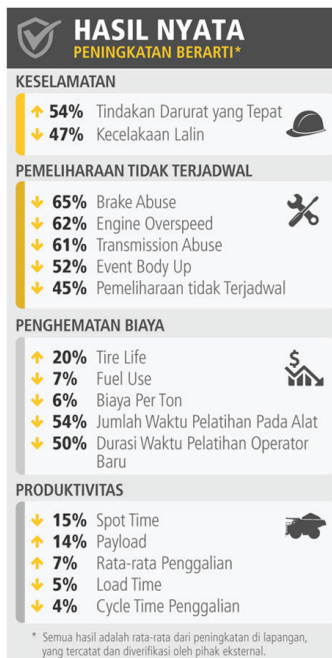 HASIL NYATA
PENINGKATAN BERARTI*
KESELAMATAN
↑ 54% Tindakan Darurat yang Tepat
↓ 47% Kecelakaan Lalin
PEMELIHARAAN TIDAK TERJADWAL
↓ 65% Brake Abuse
↓ 62% Engine Overspeed
↓ 61% Transmission Abuse
↓ 52% Event Body Up
↓ 45% Pemeliharaan tidak Terjadwal
PENGHEMATAN BIAYA
↑ 20% Tire Life
↓ 7% Fuel Use
↓ 6% Biaya Per Ton
↓ 54% Jumlah Waktu Pelatihan Pada Alat
↓ 50% Durasi Waktu Pelatihan Operator
Baru
PRODUKTIVITAS
↓ 15% Spot Time
↑ 14% Payload
↑ 7% Rata-rata Penggalian
↓ 5% Load Time
↓ 4% Cycle Time Penggalian
* Semua hasil adalah rata-rata dari peningkatan di lapangan,
yang tercatat dan diverifikasi oleh pihak eksternal.